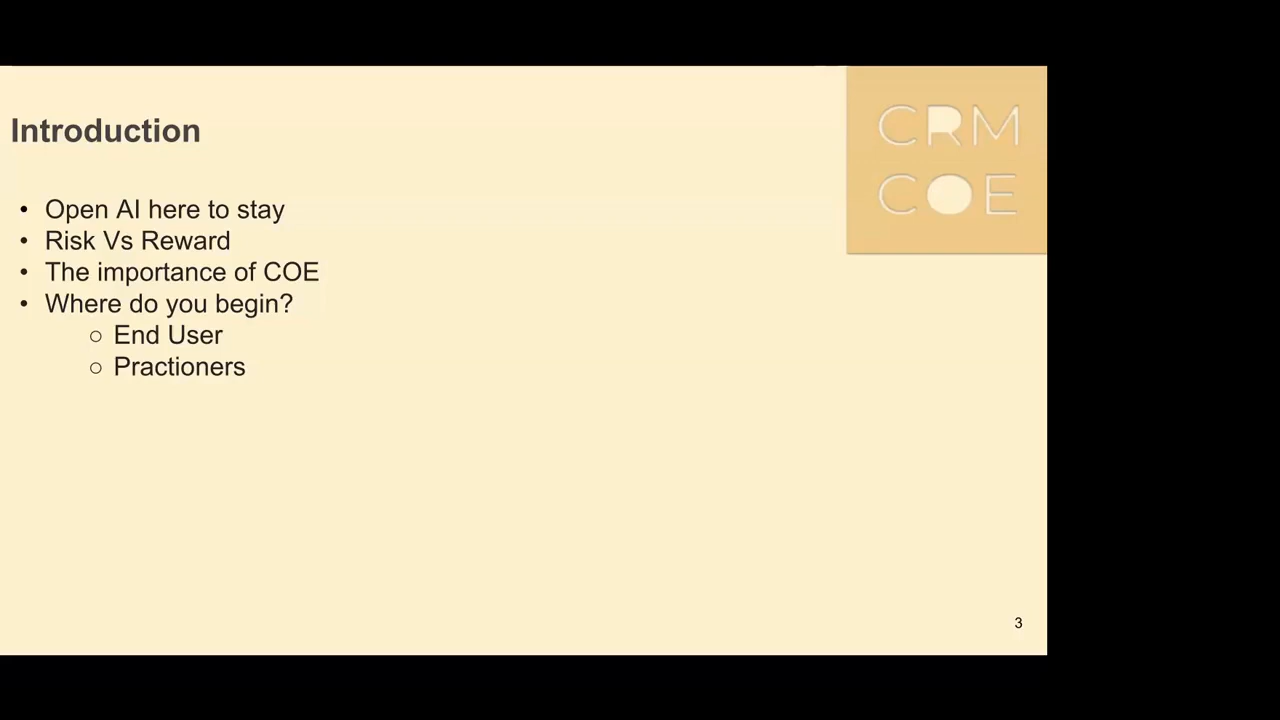 Introduction
CRM
COE
• Open AI here to stay
• Risk Vs Reward
• The importance of COE
• Where do you begin?
○ End User
○ Practioners
3